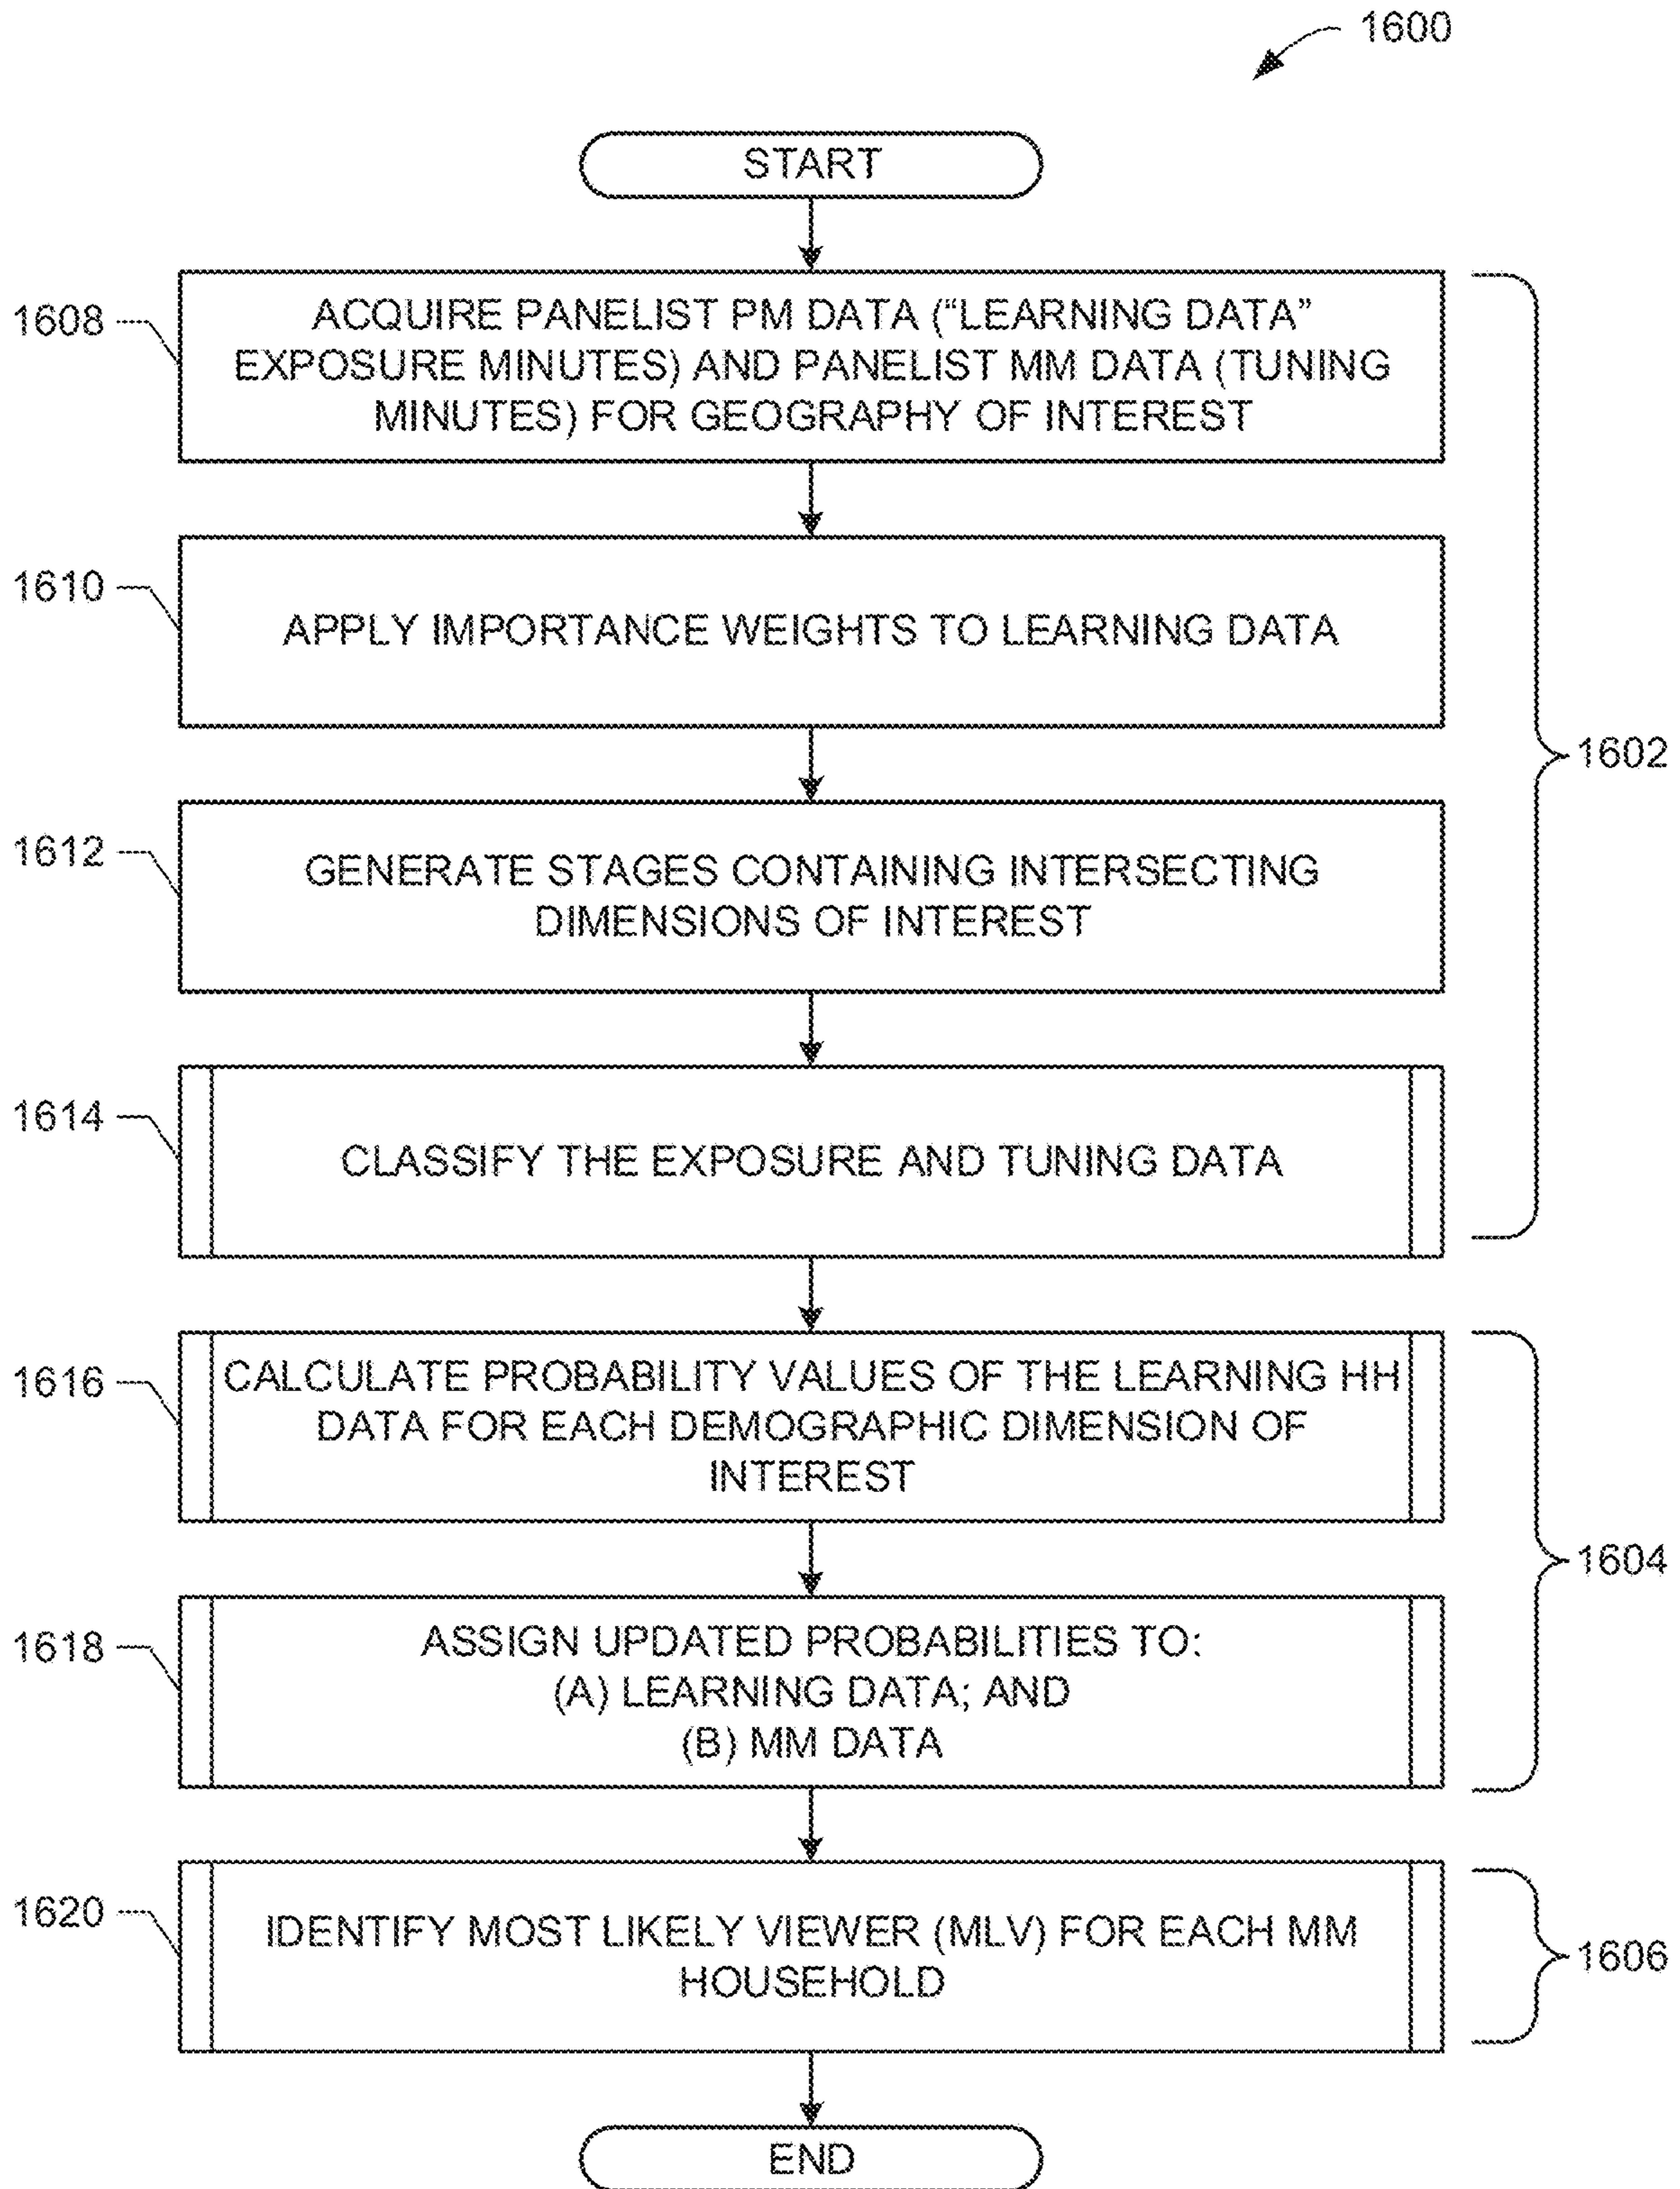 1600
START
1608
ACQUIRE PANELIST PM DATA (“LEARNING DATA”
EXPOSURE MINUTES) AND PANELIST MM DATA (TUNING
MINUTES) FOR GEOGRAPHY OF INTEREST
1610
APPLY IMPORTANCE WEIGHTS TO LEARNING DATA
1602
1612
GENERATE STAGES CONTAINING INTERSECTING
DIMENSIONS OF INTEREST
1614
CLASSIFY THE EXPOSURE AND TUNING DATA
1616
CALCULATE PROBABILITY VALUES OF THE LEARNING HH
DATA FOR EACH DEMOGRAPHIC DIMENSION OF
INTEREST
1604
1618
ASSIGN UPDATED PROBABILITIES TO:
(A) LEARNING DATA; AND
(B) MM DATA
1620
IDENTIFY MOST LIKELY VIEWER (MLV) FOR EACH MM
HOUSEHOLD
1606
END